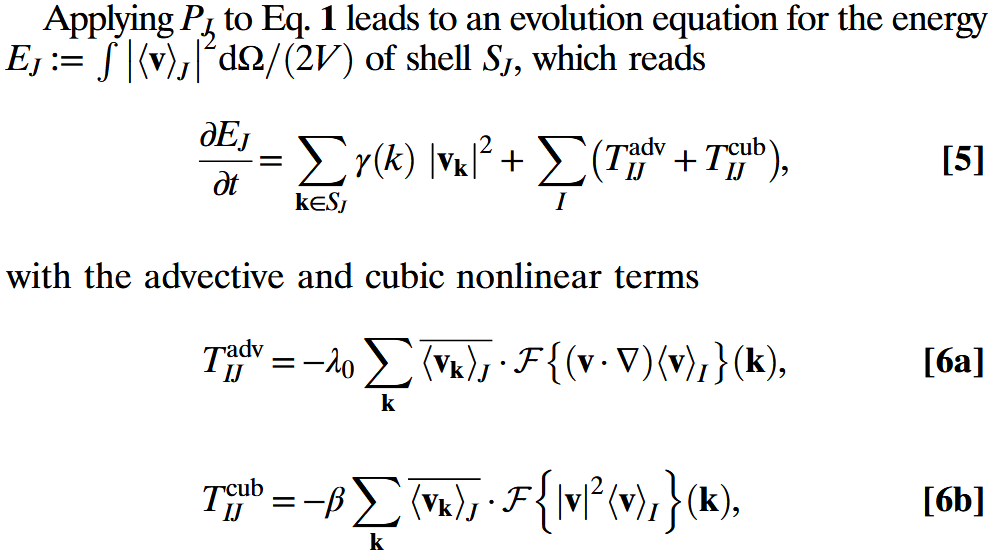 Applying P_J to Eq. 1 leads to an evolution equation for the energy
E_J := ∫ |⟨v⟩_J|² dΩ/(2V) of shell S_J, which reads
∂E_J/∂t = ∑_{k∈S_J} γ(k) |v_k|² + ∑_I (T_{IJ}^{adv} + T_{IJ}^{cub}), [5]
with the advective and cubic nonlinear terms
T_{IJ}^{adv} = −λ₀ ∑_k \overline{⟨v_k⟩_J} · ℱ{(v · ∇)⟨v⟩_I}(k), [6a]
T_{IJ}^{cub} = −β ∑_k \overline{⟨v_k⟩_J} · ℱ{|v|²⟨v⟩_I}(k), [6b]